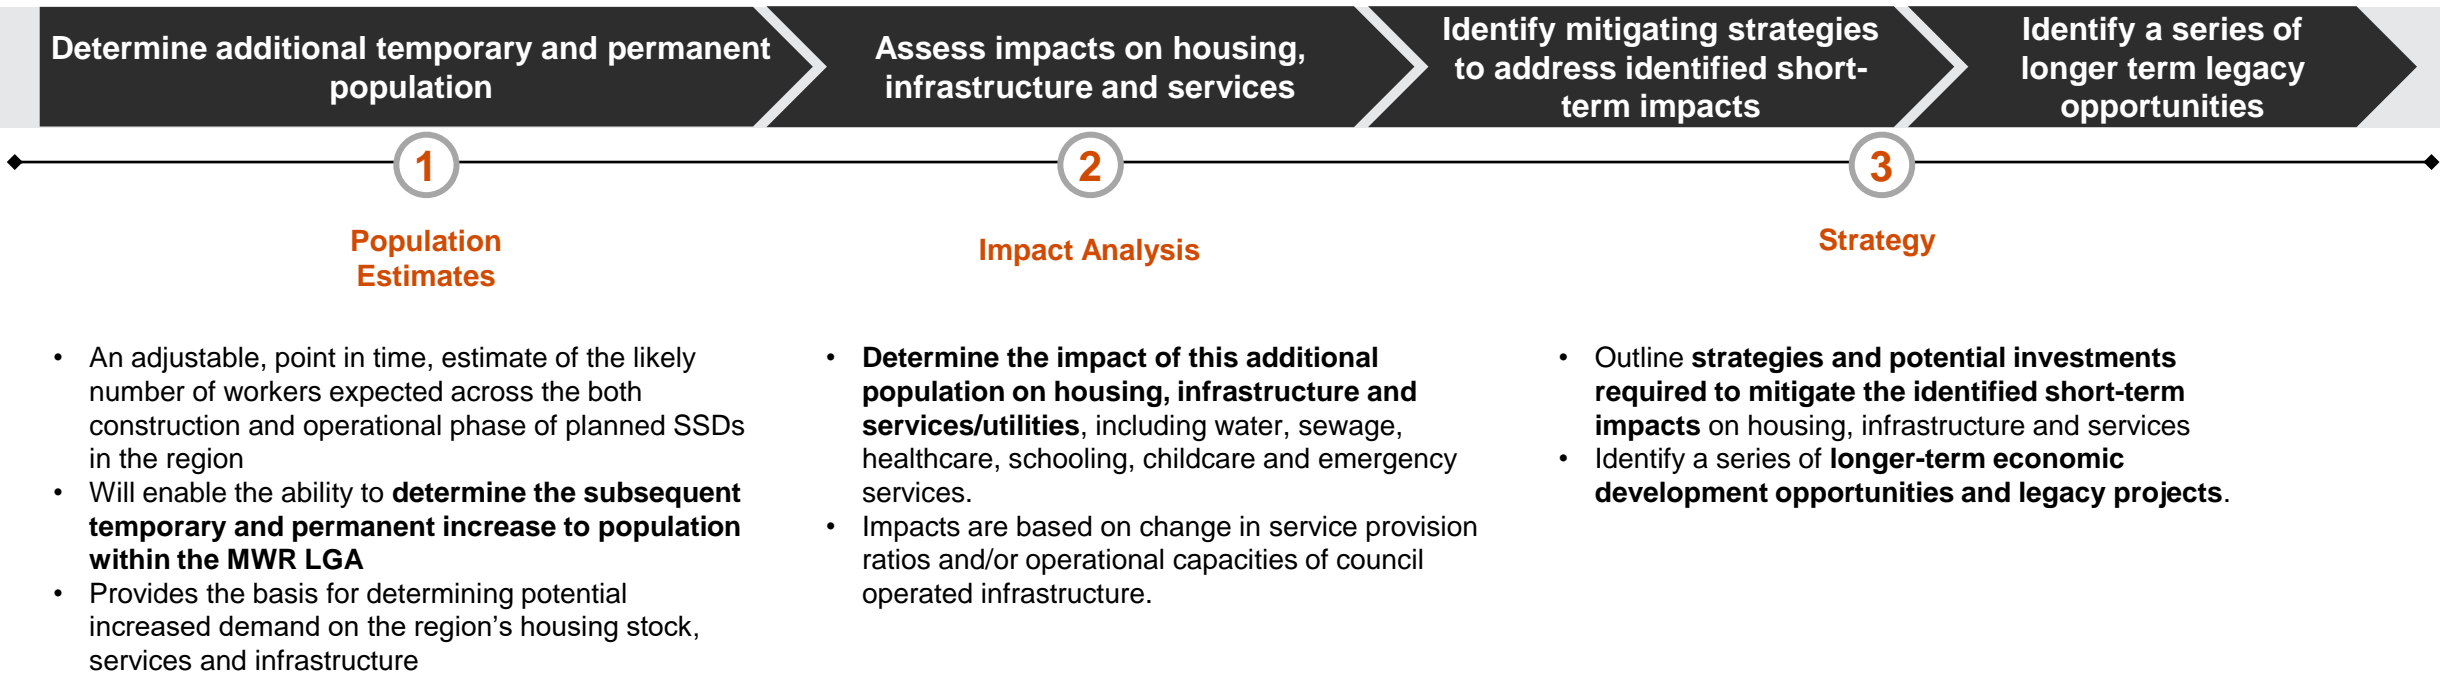 Determine additional temporary and permanent
population
Assess impacts on housing,
infrastructure and services
Identify mitigating strategies
to address identified short-
term impacts
Identify a series of
longer term legacy
opportunities
1
2
3
Population
Estimates
Impact Analysis
Strategy
• An adjustable, point in time, estimate of the likely
number of workers expected across the both
construction and operational phase of planned SSDs
in the region
• Will enable the ability to determine the subsequent
temporary and permanent increase to population
within the MWR LGA
• Provides the basis for determining potential
increased demand on the region’s housing stock,
services and infrastructure
• Determine the impact of this additional
population on housing, infrastructure and
services/utilities, including water, sewage,
healthcare, schooling, childcare and emergency
services.
• Impacts are based on change in service provision
ratios and/or operational capacities of council
operated infrastructure.
• Outline strategies and potential investments
required to mitigate the identified short-term
impacts on housing, infrastructure and services
• Identify a series of longer-term economic
development opportunities and legacy projects.